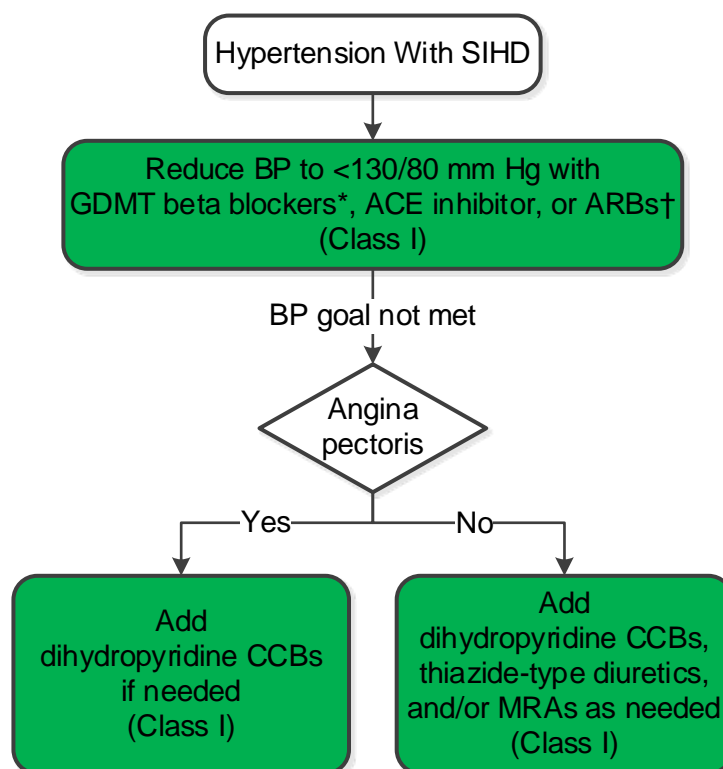 Hypertension With SIHD
Reduce BP to <130/80 mm Hg with
GDMT beta blockers*, ACE inhibitor, or ARBs†
(Class I)
BP goal not met
Angina
pectoris
Yes
No
Add
dihydropyridine CCBs
if needed
(Class I)
Add
dihydropyridine CCBs,
thiazide-type diuretics,
and/or MRAs as needed
(Class I)